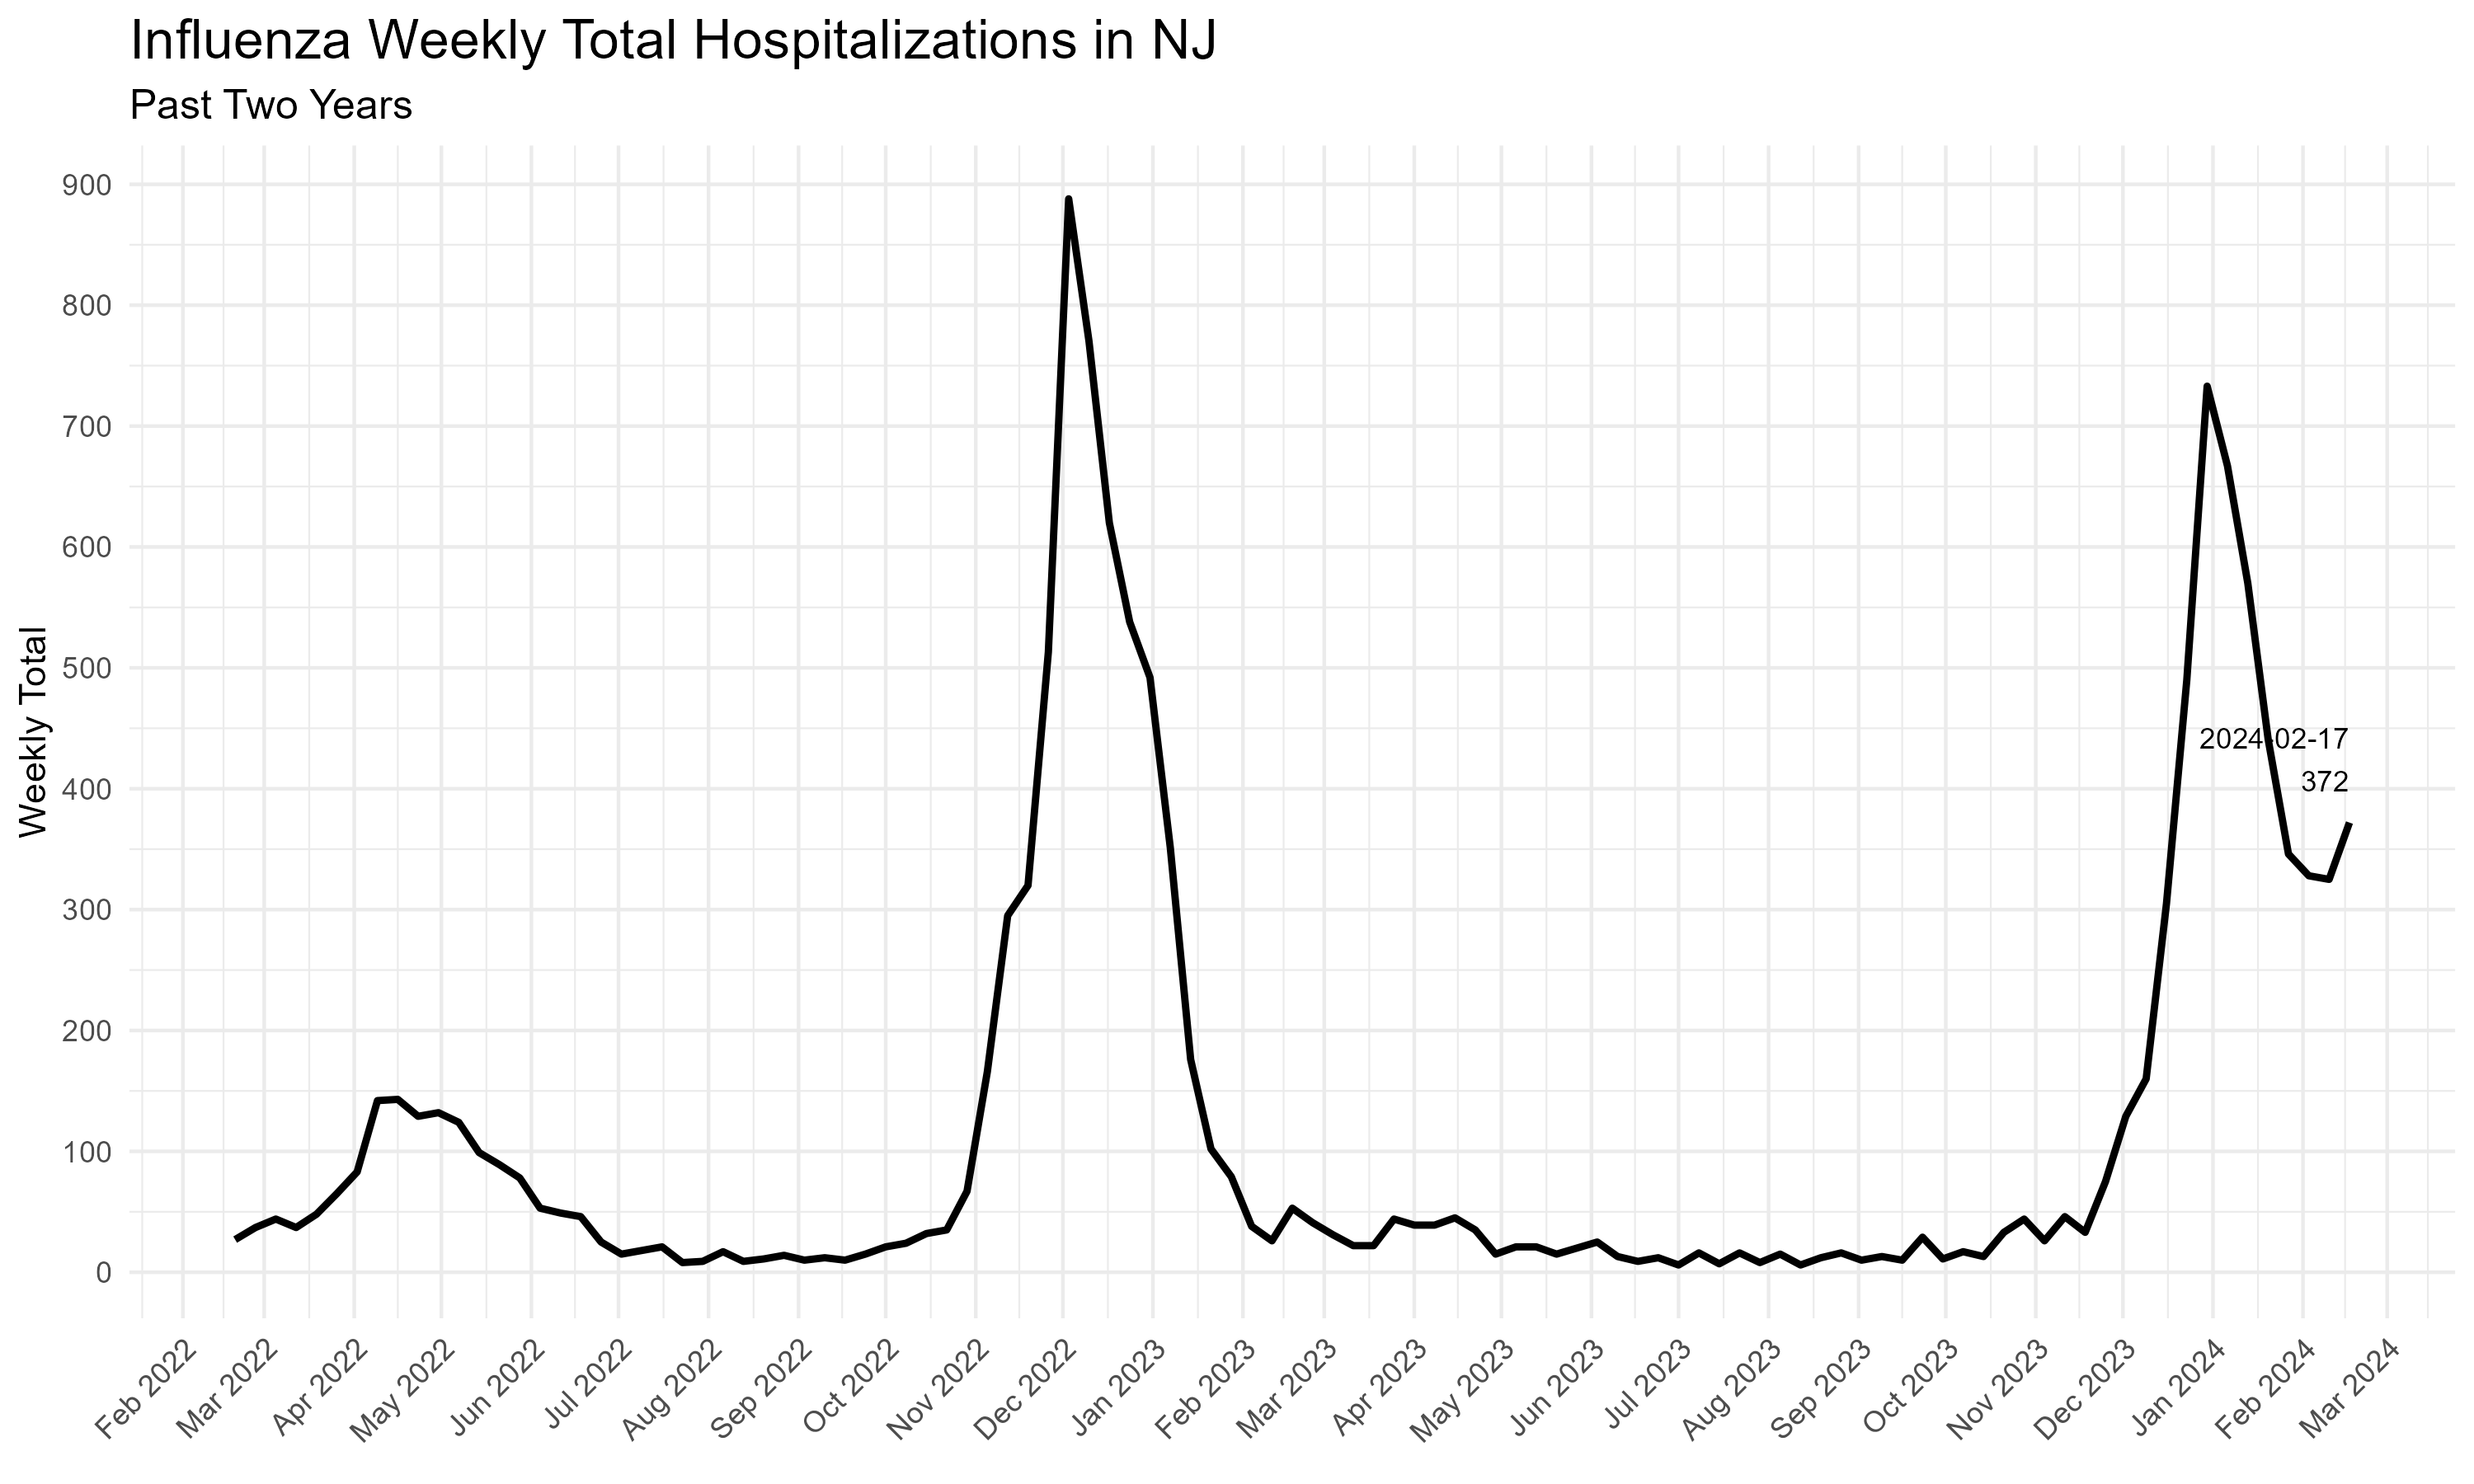 Influenza Weekly Total Hospitalizations in NJ
Past Two Years
Weekly Total
900
800
700
600
500
400
300
200
100
0
2024-02-17
372
Feb 2022
Mar 2022
Apr 2022
May 2022
Jun 2022
Jul 2022
Aug 2022
Sep 2022
Oct 2022
Nov 2022
Dec 2022
Jan 2023
Feb 2023
Mar 2023
Apr 2023
May 2023
Jun 2023
Jul 2023
Aug 2023
Sep 2023
Oct 2023
Nov 2023
Dec 2023
Jan 2024
Feb 2024
Mar 2024